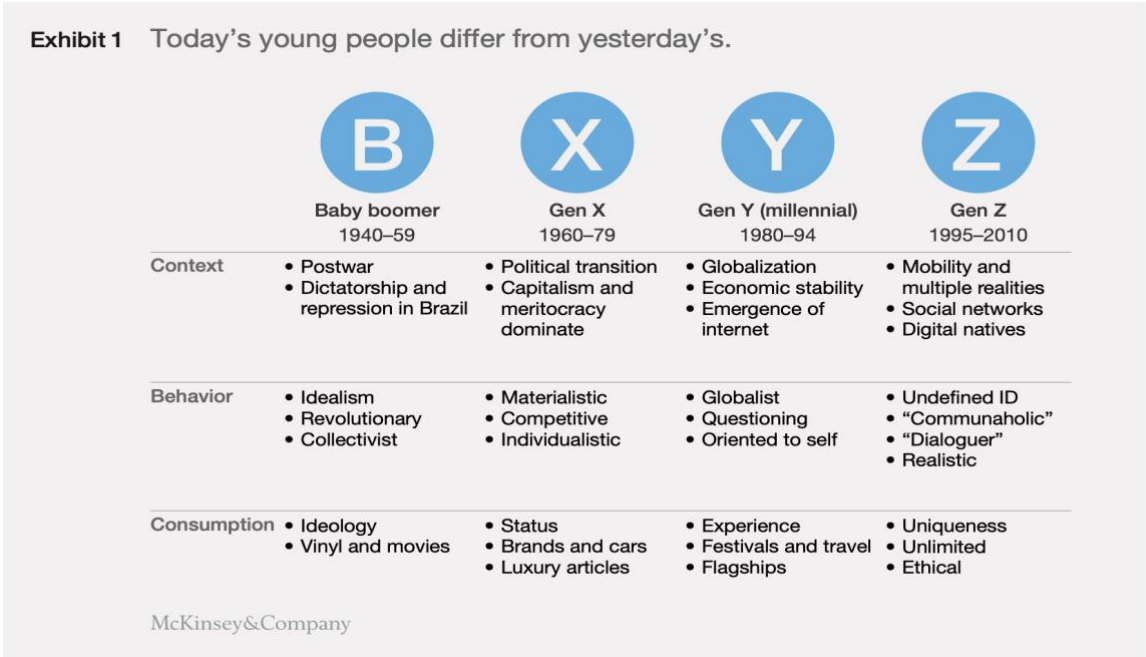 Exhibit 1 Today's young people differ from yesterday's.
B X Y Z
Baby boomer Gen X Gen Y (millennial) Gen Z
1940–59 1960–79 1980–94 1995–2010
Context
• Postwar
• Dictatorship and
repression in Brazil
• Political transition
• Capitalism and
meritocracy
dominate
• Globalization
• Economic stability
• Emergence of
internet
• Mobility and
multiple realities
• Social networks
• Digital natives
Behavior
• Idealism
• Revolutionary
• Collectivist
• Materialistic
• Competitive
• Individualistic
• Globalist
• Questioning
• Oriented to self
• Undefined ID
• “Communaholic”
• “Dialoguer”
• Realistic
Consumption
• Ideology
• Vinyl and movies
• Status
• Brands and cars
• Luxury articles
• Experience
• Festivals and travel
• Flagships
• Uniqueness
• Unlimited
• Ethical
McKinsey&Company